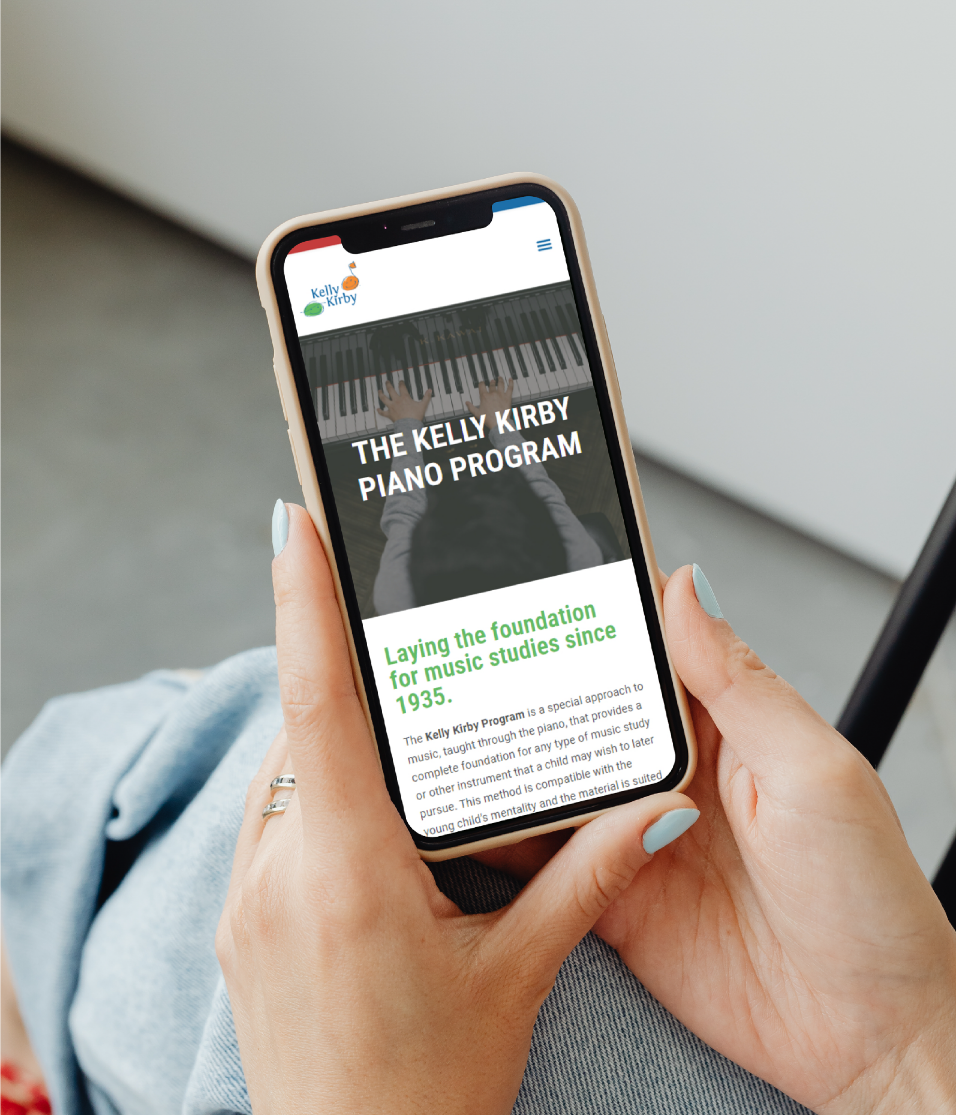 Kelly
Kirby
THE KELLY KIRBY
PIANO PROGRAM
Laying the foundation
for music studies since
1935.
The Kelly Kirby Program is a special approach to
music, taught through the piano, that provides a
complete foundation for any type of music study
or other instrument that a child may wish to later
pursue. This method is compatible with the
young child's mentality and the material is suited